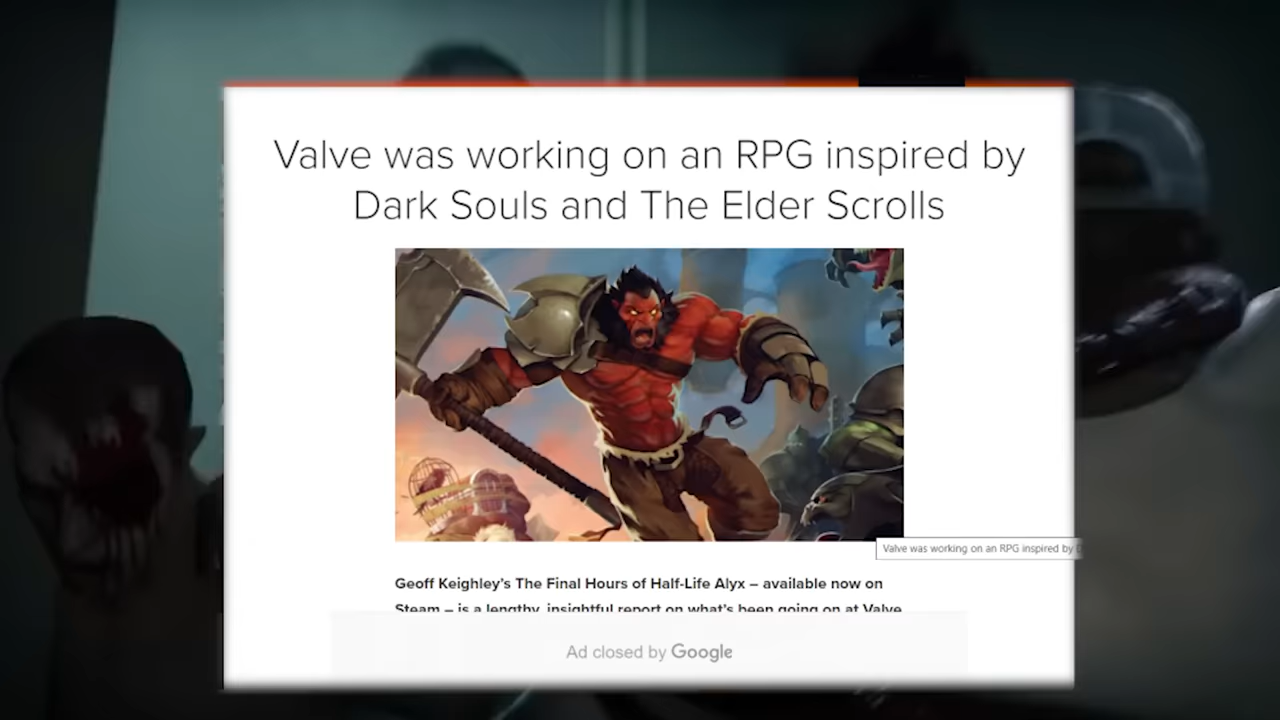 Valve was working on an RPG inspired by
Dark Souls and The Elder Scrolls
Valve was working on an RPG inspired by
Geoff Keighley's The Final Hours of Half-Life Alyx – available now on
Steam – is a lengthy, insightful report on what's been going on at Valve
Ad closed by Google